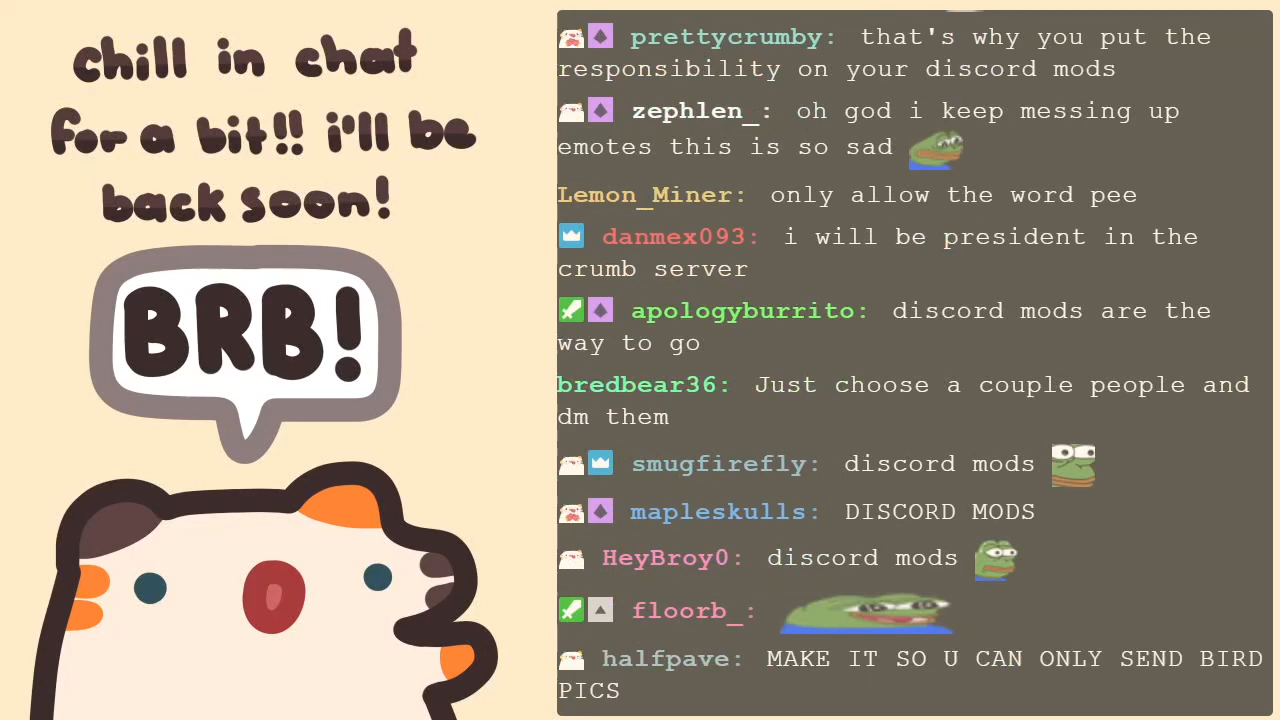 chill in chat
for a bit!! i'll be
back soon!
BRB!
prettycrumby: that's why you put the
responsibility on your discord mods
zephlen_: oh god i keep messing up
emotes this is so sad
Lemon_Miner: only allow the word pee
danmex093: i will be president in the
crumb server
apologyburrito: discord mods are the
way to go
bredbear36: Just choose a couple people and
dm them
smugfirefly: discord mods
mapleskulls: DISCORD MODS
HeyBroy0: discord mods
floorb_:
halfpave: MAKE IT SO U CAN ONLY SEND BIRD
PICS